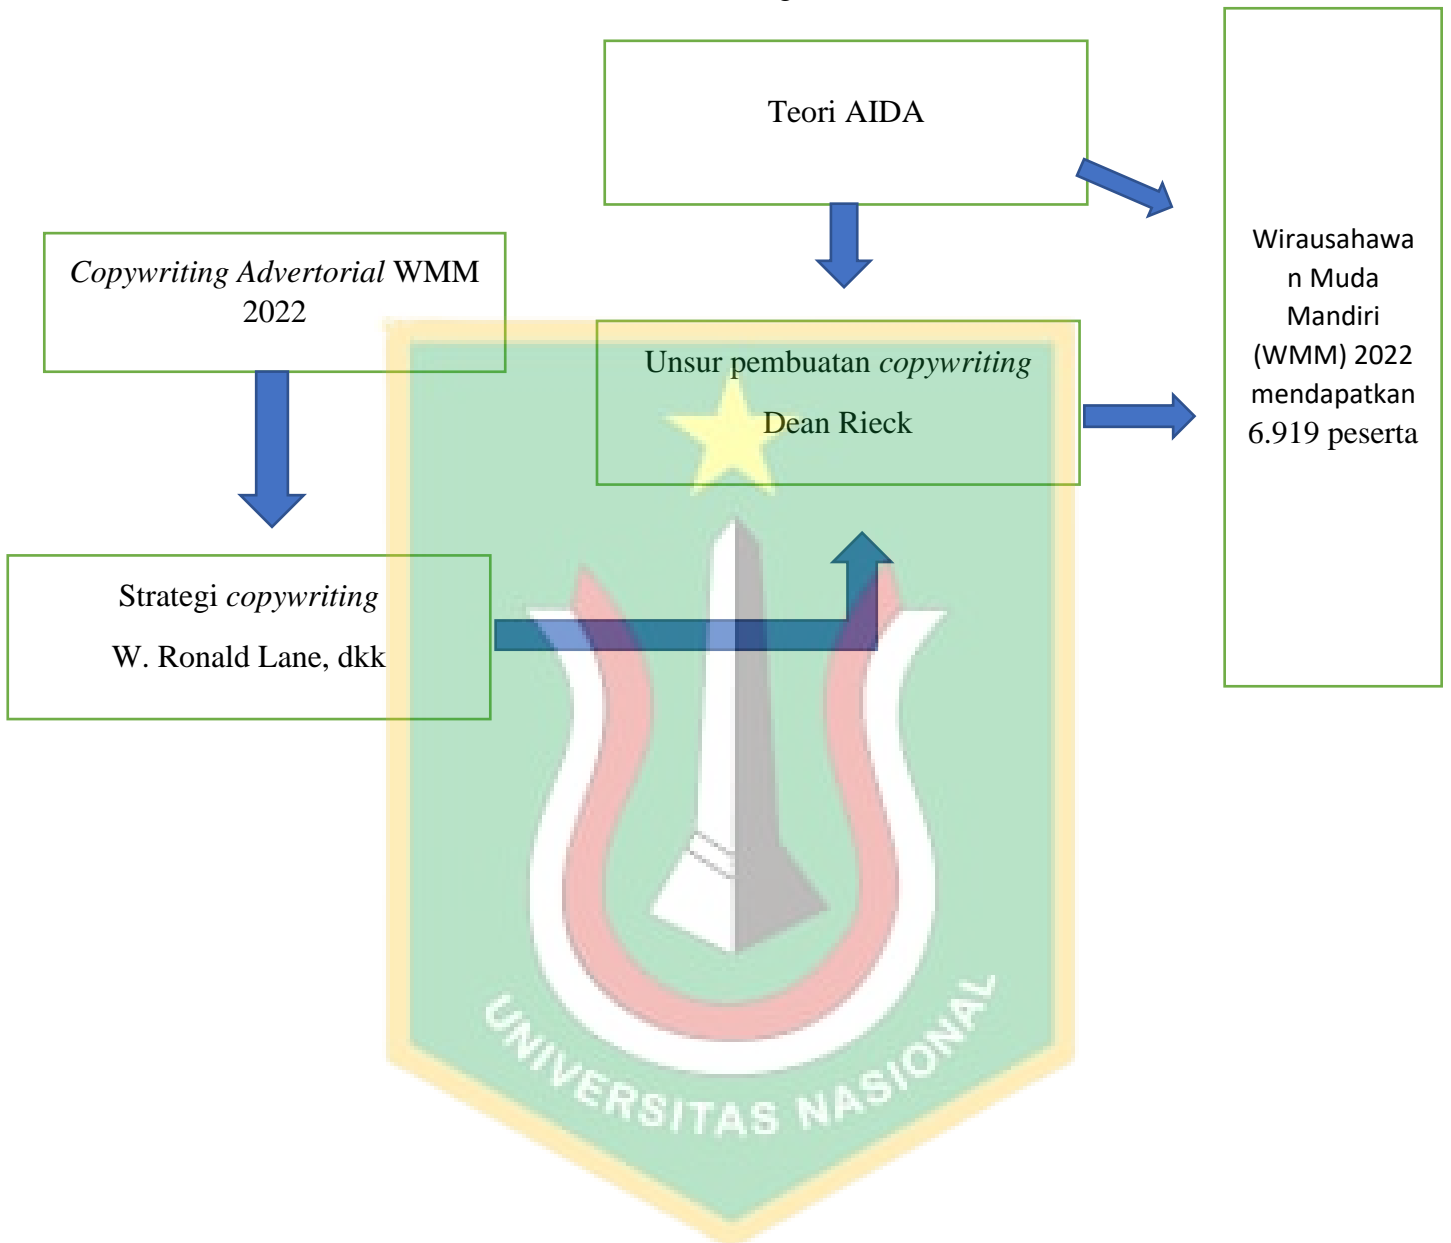 Teori AIDA
Copywriting Advertorial WMM
2022
Unsur pembuatan copywriting
Dean Rieck
Strategi copywriting
W. Ronald Lane, dkk
Wirausahawa
n Muda
Mandiri
(WMM) 2022
mendapatkan
6.919 peserta
UNIVERSITAS NASIONAL